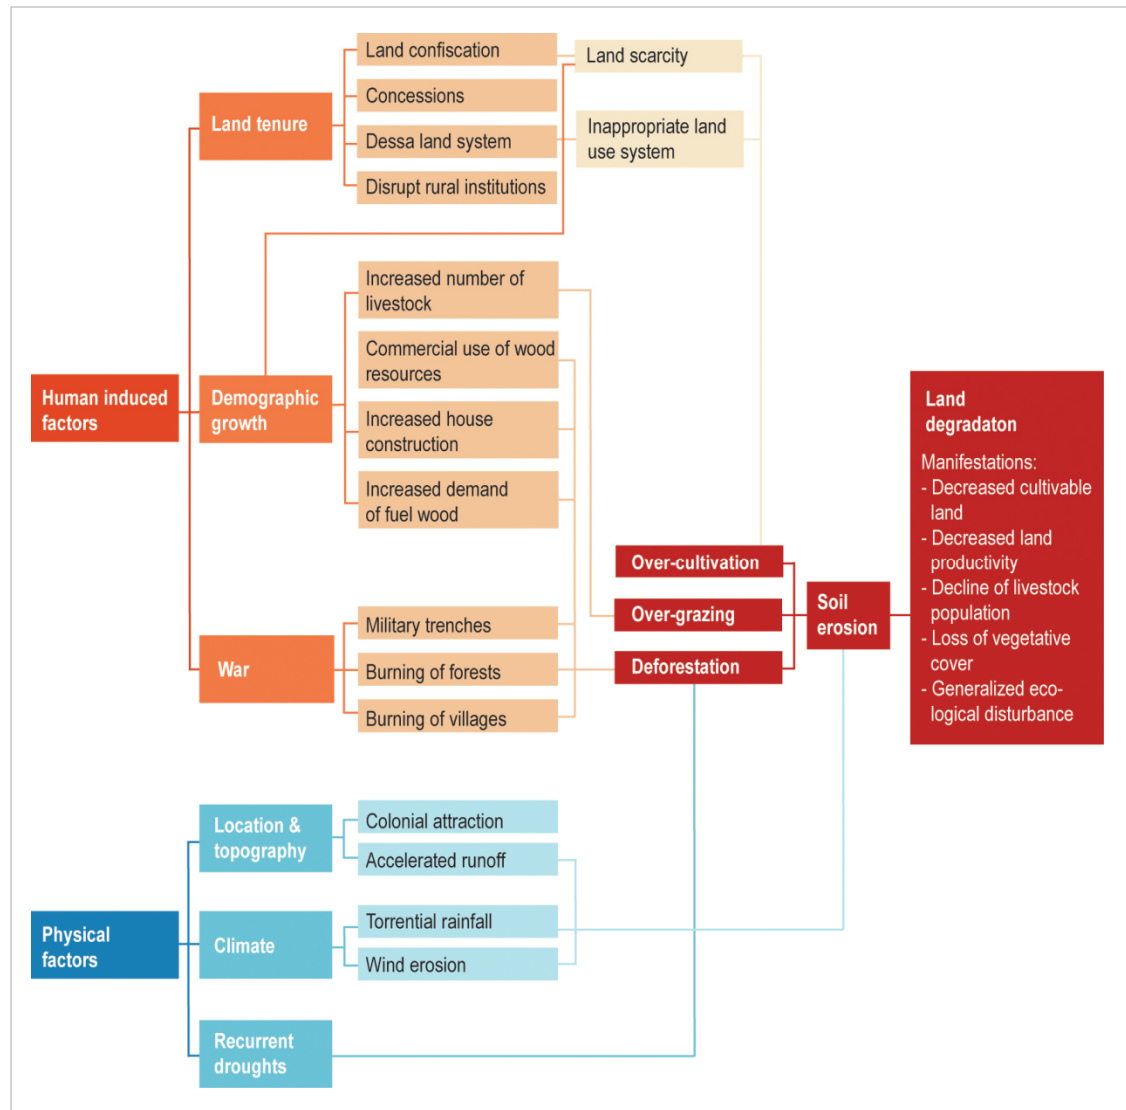 Land confiscation
Land scarcity
Concessions
Land tenure
Dessa land system
Inappropriate land
use system
Disrupt rural institutions
Increased number of
livestock
Commercial use of wood
resources
Human induced
factors
Demographic
growth
Increased house
construction
Increased demand
of fuel wood
Land
degradaton
Manifestations:
- Decreased cultivable
land
- Decreased land
productivity
- Decline of livestock
population
- Loss of vegetative
cover
- Generalized eco-
logical disturbance
Over-cultivation
Over-grazing
Deforestation
Soil
erosion
War
Military trenches
Burning of forests
Burning of villages
Location &
topography
Colonial attraction
Accelerated runoff
Physical
factors
Climate
Torrential rainfall
Wind erosion
Recurrent
droughts